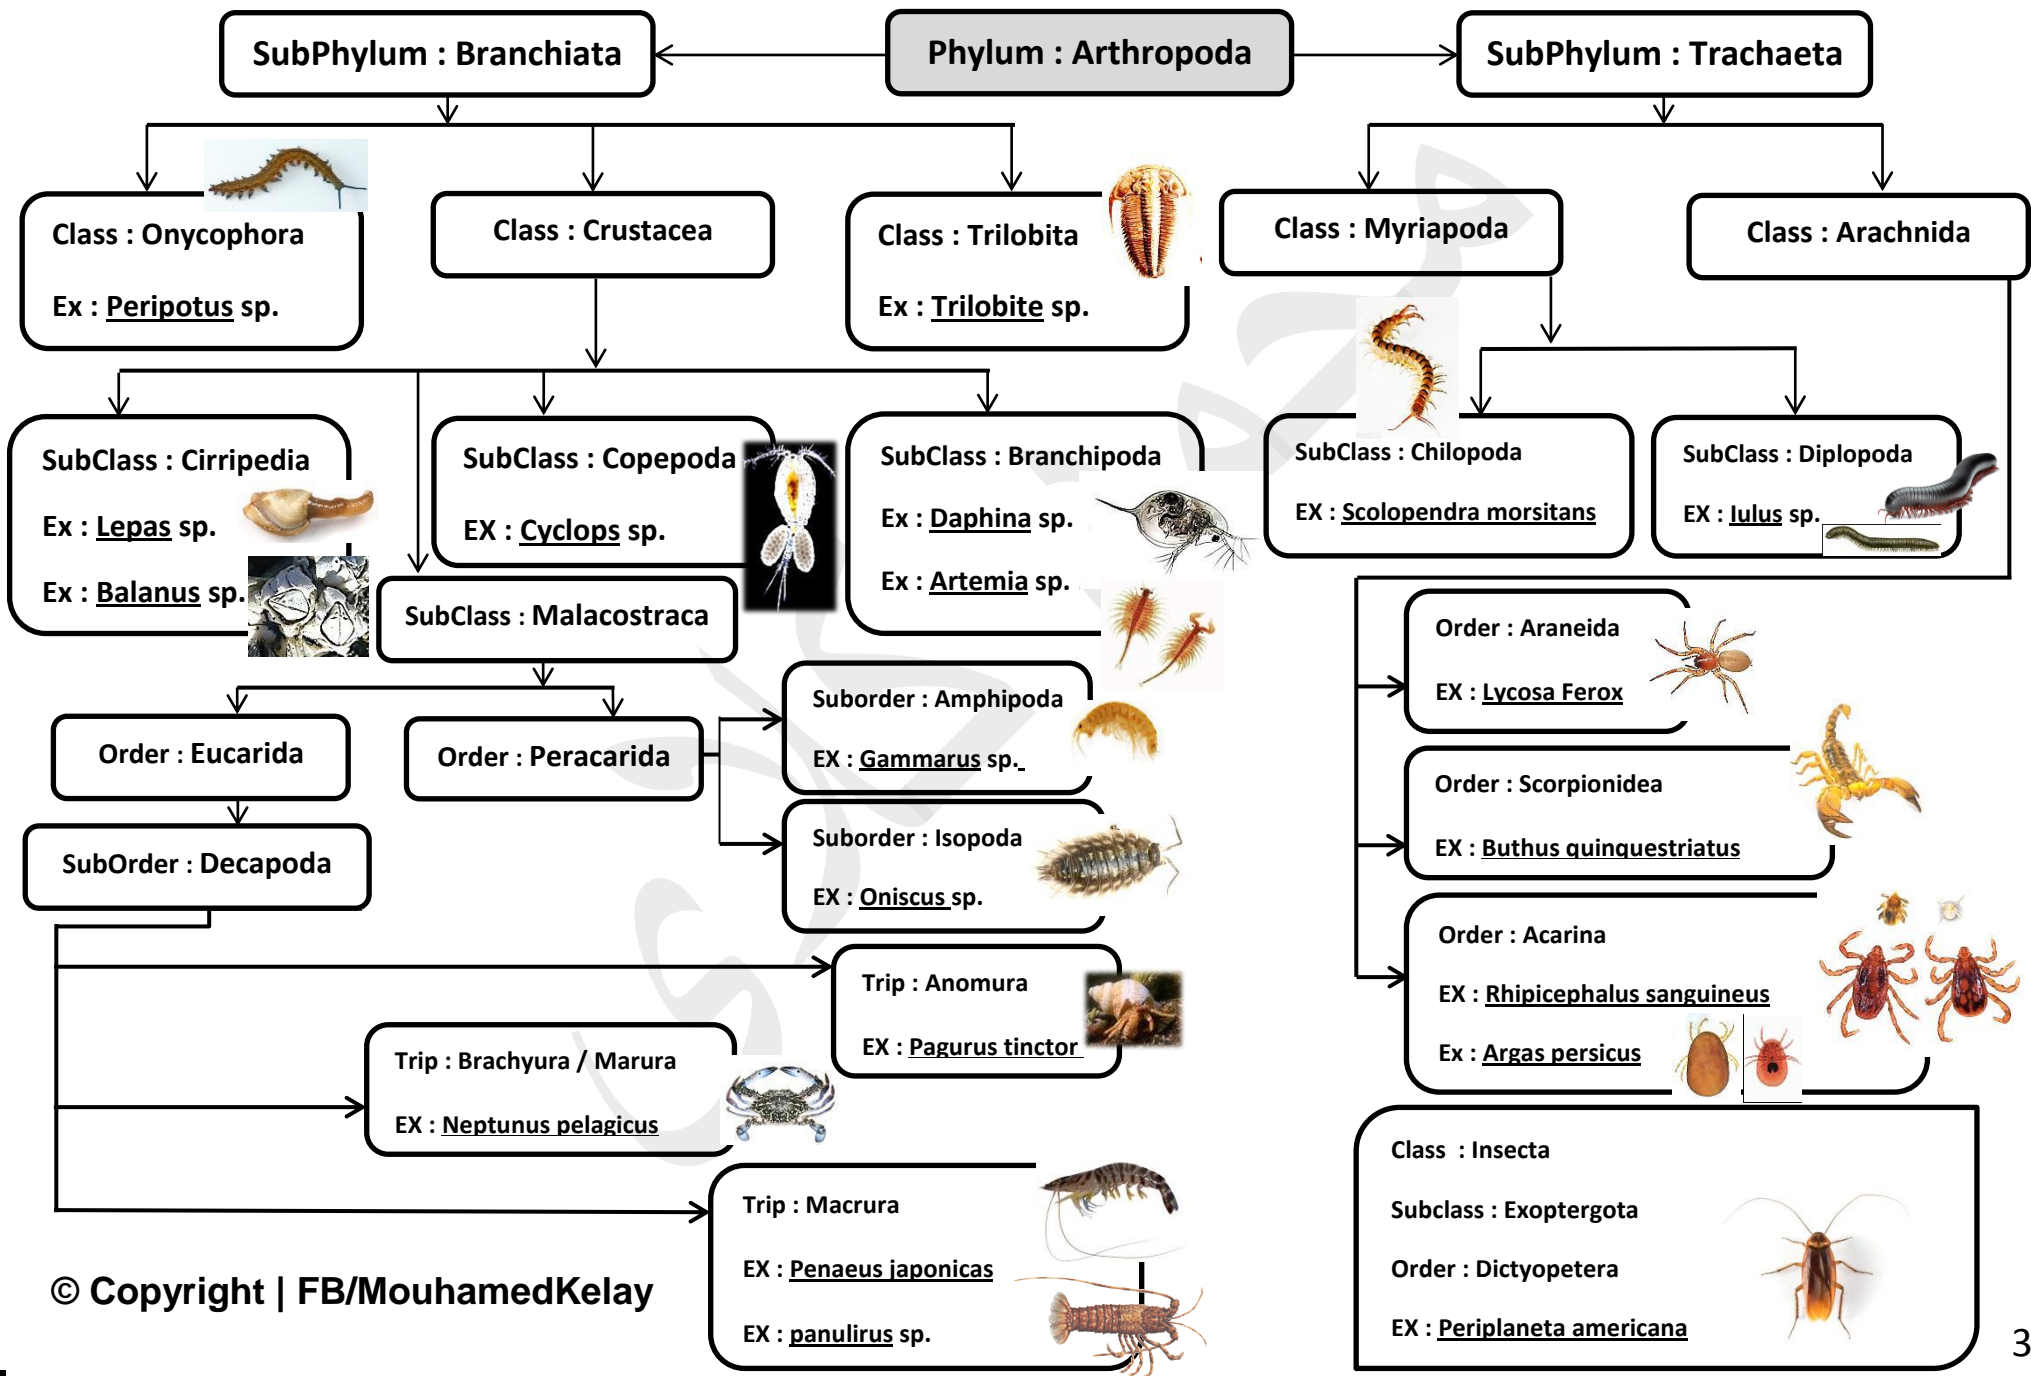 SubPhylum : Branchiata
Phylum : Arthropoda
SubPhylum : Trachaeta
Class : Onycophora
Ex : Peripotus sp.
Class : Crustacea
Class : Trilobita
Ex : Trilobite sp.
Class : Myriapoda
Class : Arachnida
SubClass : Cirripedia
Ex : Lepas sp.
Ex : Balanus sp.
SubClass : Copepoda
EX : Cyclops sp.
SubClass : Branchipoda
Ex : Daphina sp.
Ex : Artemia sp.
SubClass : Chilopoda
EX : Scolopendra morsitans
SubClass : Diplopoda
EX : Iulus sp.
SubClass : Malacostraca
Order : Eucarida
Order : Peracarida
Suborder : Amphipoda
EX : Gammarus sp.
Suborder : Isopoda
EX : Oniscus sp.
SubOrder : Decapoda
Order : Araneida
EX : Lycosa Ferox
Order : Scorpionidea
EX : Buthus quinquestriatus
Order : Acarina
EX : Rhipicephalus sanguineus
Ex : Argas persicus
Trip : Anomura
EX : Pagurus tinctor
Trip : Brachyura / Marura
EX : Neptunus pelagicus
Trip : Macrura
EX : Penaeus japonicas
EX : panulirus sp.
Class : Insecta
Subclass : Exoptergota
Order : Dictyopetera
EX : Periplaneta americana
© Copyright | FB/MouhamedKelay
3